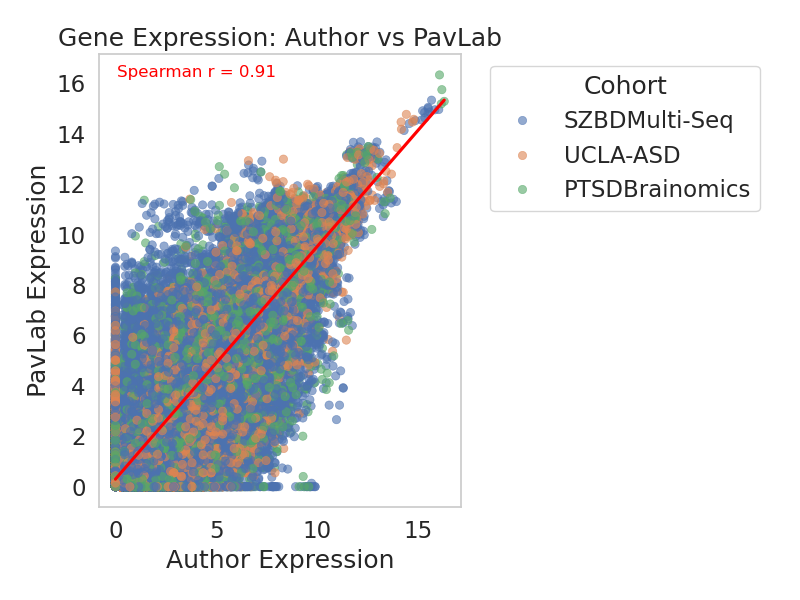 Gene Expression: Author vs PavLab
Spearman r = 0.91
16
14
12
10
8
6
4
2
0
PavLab Expression
0 5 10 15
Author Expression
Cohort
SZBDMulti-Seq
UCLA-ASD
PTSDBrainomics